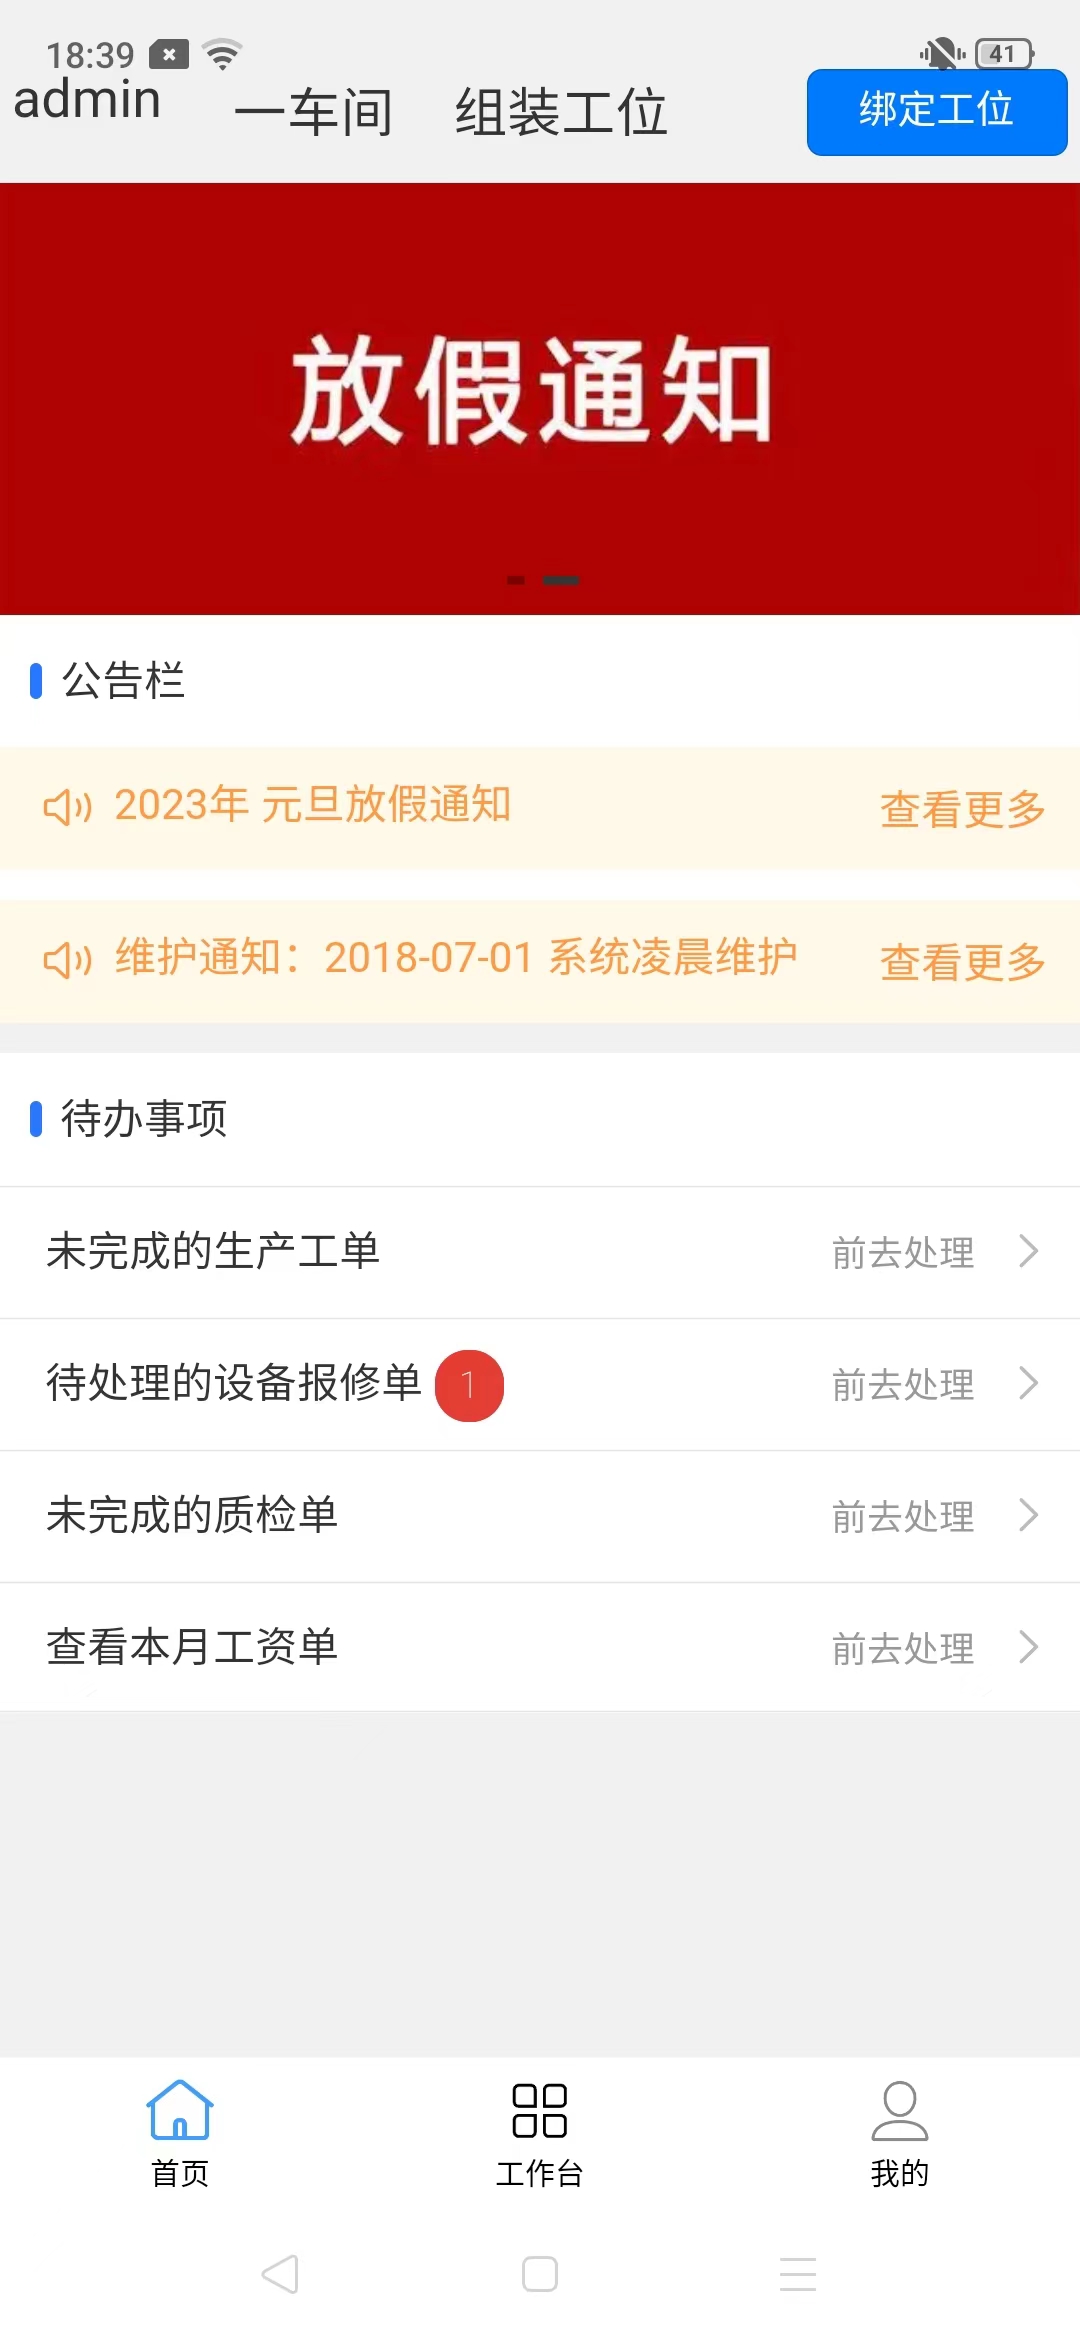 18:39
41
admin 一车间 组装工位 绑定工位
放假通知
公告栏
2023年 元旦放假通知 查看更多
维护通知：2018-07-01 系统凌晨维护 查看更多
待办事项
未完成的生产工单 前去处理
待处理的设备报修单 1 前去处理
未完成的质检单 前去处理
查看本月工资单 前去处理
首页 工作台 我的